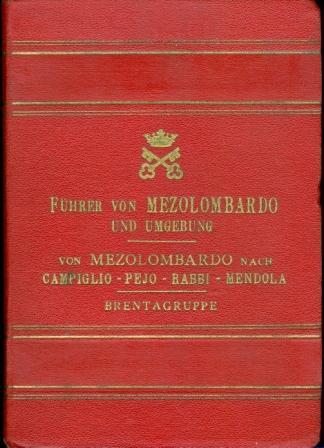 FÜHRER VON MEZOLOMBARDO
UND UMGEBUNG
VON MEZOLOMBARDO NACH
CAMPIGLIO - PEJO - RABBI - MENDOLA
BRENTAGRUPPE